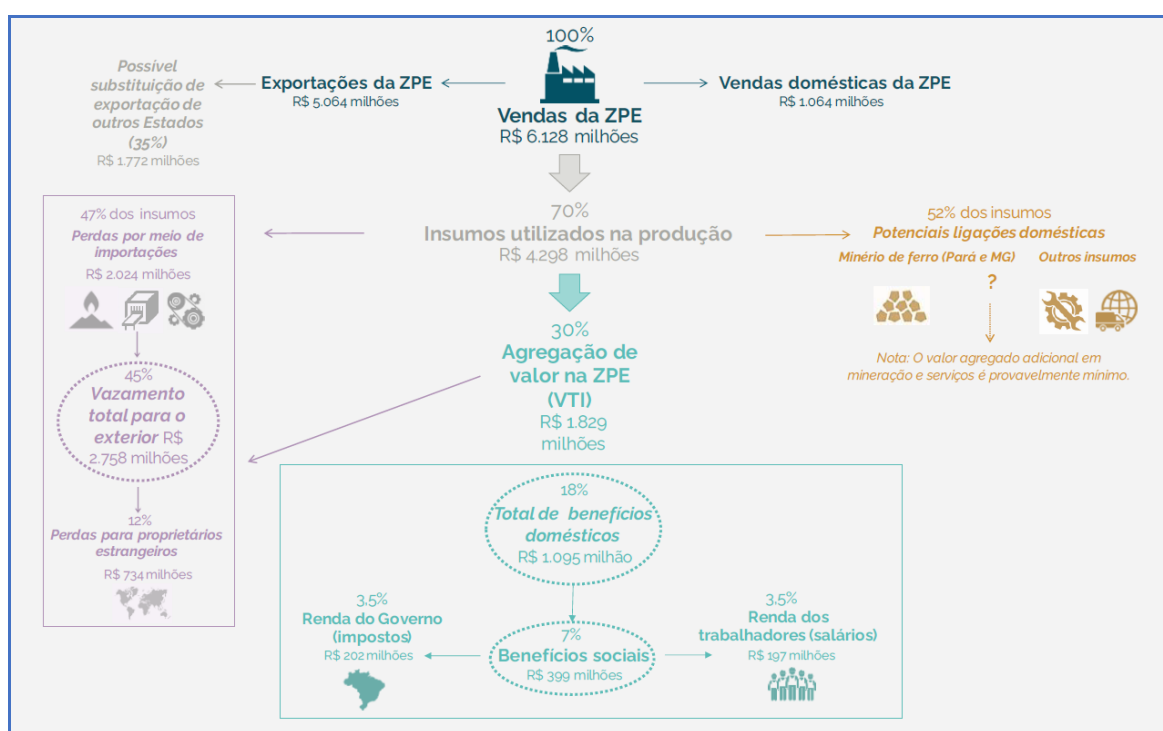 100%
Vendas da ZPE
R$ 6.128 milhões
Exportações da ZPE
R$ 5.064 milhões
Possível
substituição de
exportação de
outros Estados
(35%)
R$ 1.772 milhões
Vendas domésticas da ZPE
R$ 1.064 milhões
70%
Insumos utilizados na produção
R$ 4.298 milhões
47% dos insumos
Perdas por meio de
importações
R$ 2.024 milhões
45%
Vazamento
total para o
exterior R$
2.758 milhões
12%
Perdas para proprietários
estrangeiros
R$ 734 milhões
52% dos insumos
Potenciais ligações domésticas
Minério de ferro (Pará e MG)
Outros insumos
?
Nota: O valor agregado adicional em
mineração e serviços é provavelmente mínimo.
30%
Agregação de
valor na ZPE
(VTI)
R$ 1.829
milhões
18%
Total de benefícios
domésticos
R$ 1.095 milhão
7%
Benefícios sociais
R$ 399 milhões
3,5%
Renda do Governo
(impostos)
R$ 202 milhões
3,5%
Renda dos
trabalhadores (salários)
R$ 197 milhões